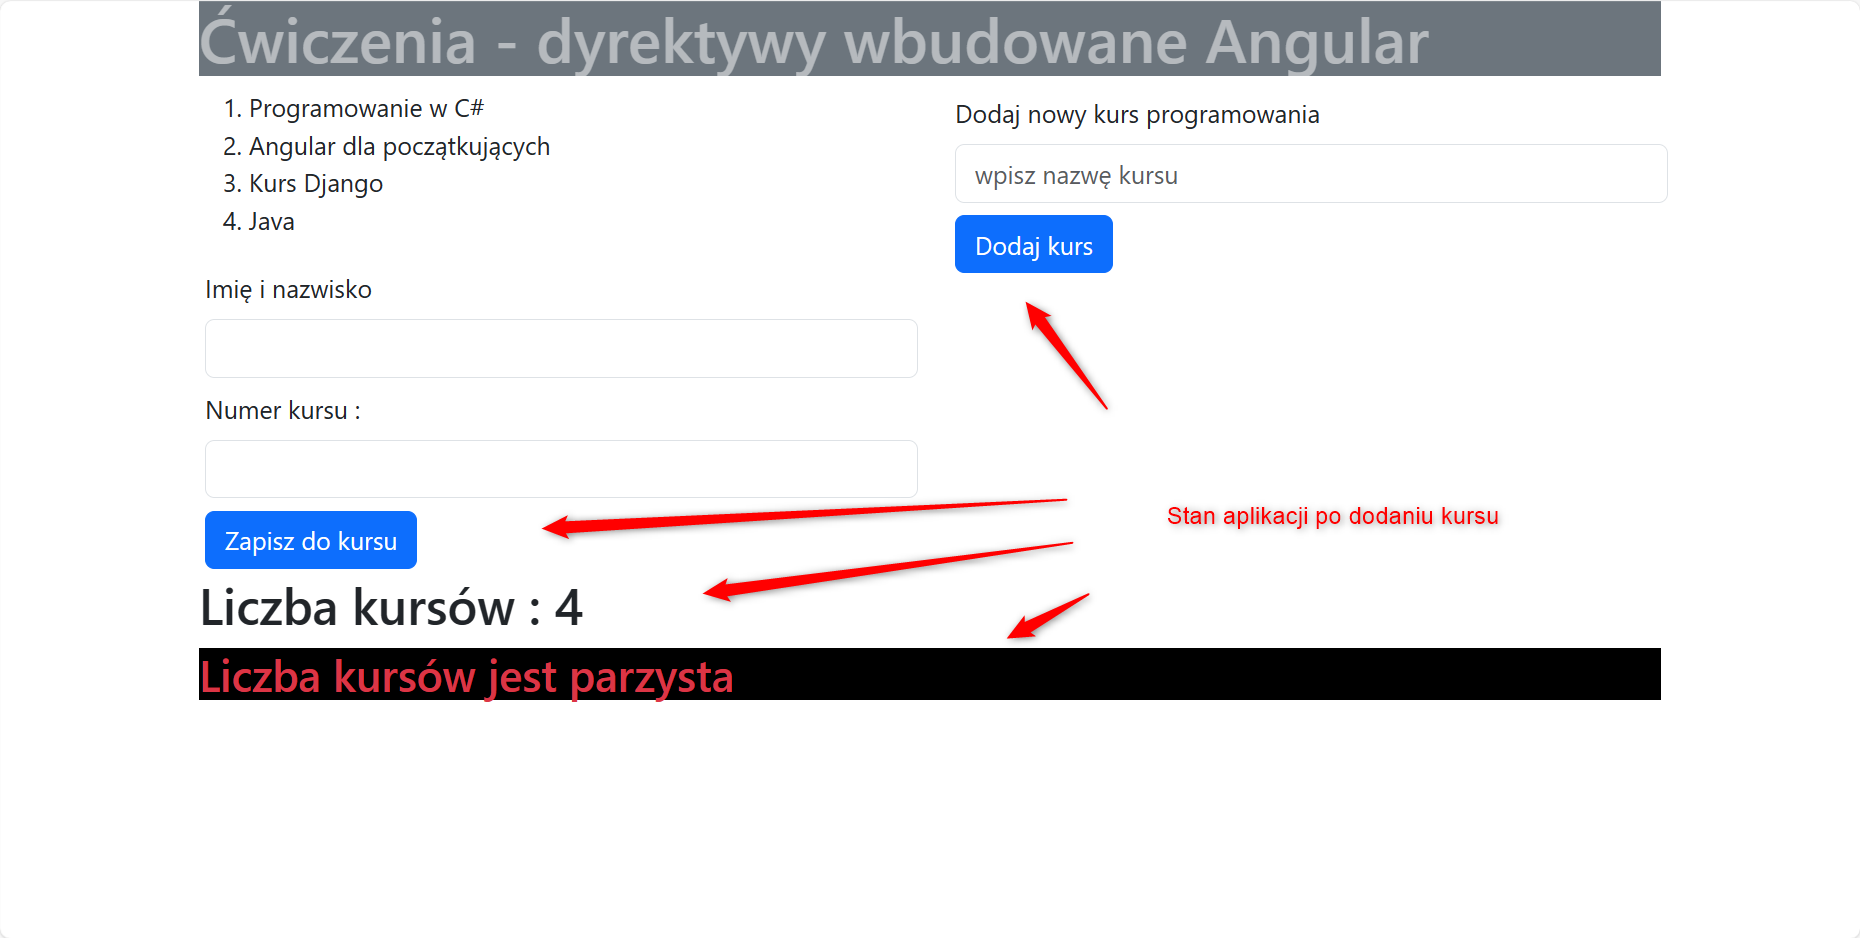 Ćwiczenia - dyrektywy wbudowane Angular
1. Programowanie w C#
2. Angular dla początkujących
3. Kurs Django
4. Java
Dodaj nowy kurs programowania
wpisz nazwę kursu
Dodaj kurs
Imię i nazwisko
Numer kursu :
Zapisz do kursu
Stan aplikacji po dodaniu kursu
Liczba kursów : 4
Liczba kursów jest parzysta